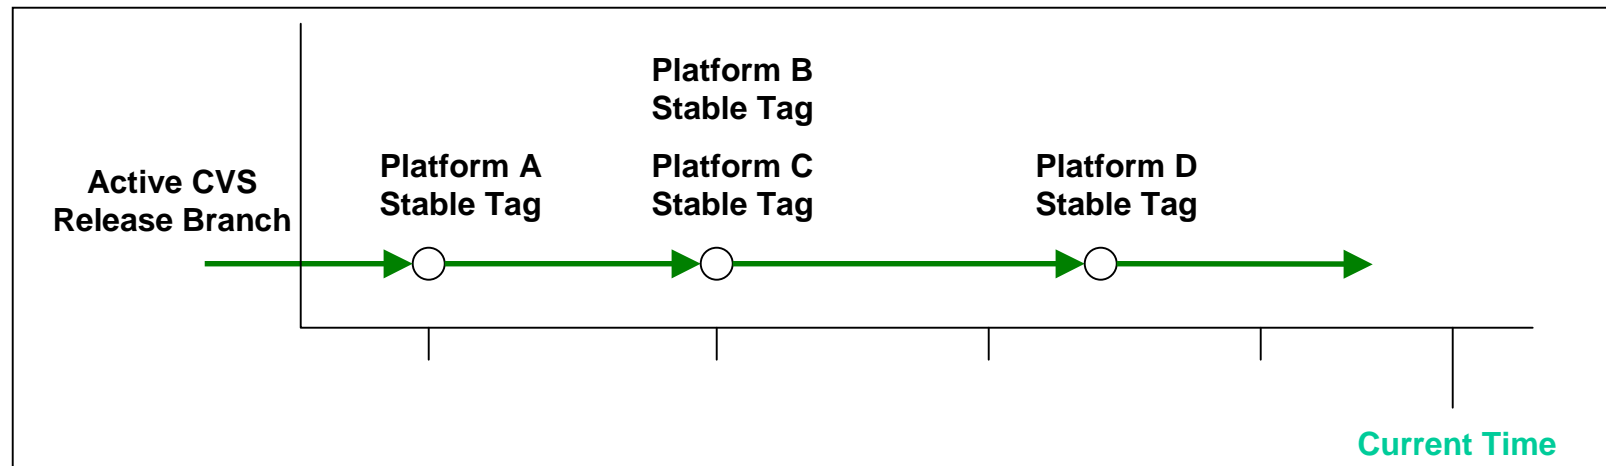 Platform B
Stable Tag
Active CVS
Release Branch
Platform A
Stable Tag
Platform C
Stable Tag
Platform D
Stable Tag
Current Time